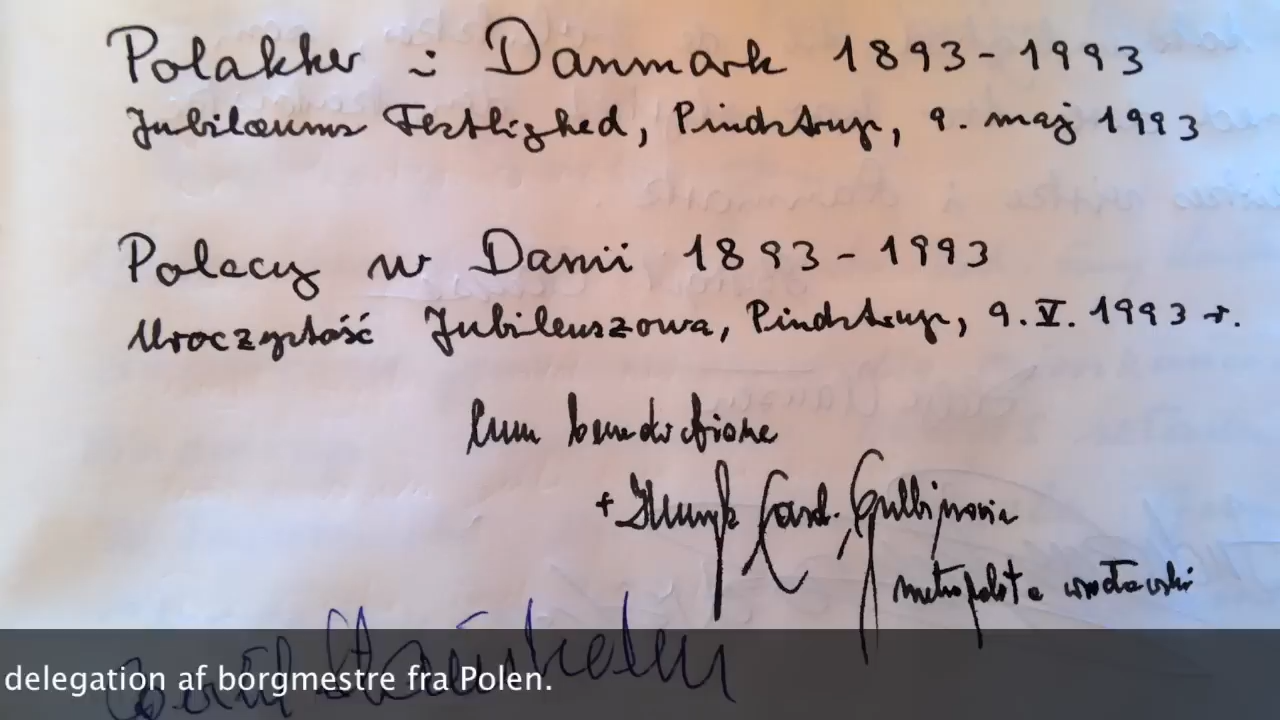 Polakker i Danmark 1893-1993
Jubilæums Festlighed, Pindstrup, 9. maj 1993
Polacy w Danii 1893-1993
Uroczystość Jubileuszowa, Pindstrup, 9.V.1993 r.
Cum benedictione
+ Henryk Card. Gulbinowicz
metropolita wrocławski
delegation af borgmestre fra Polen.